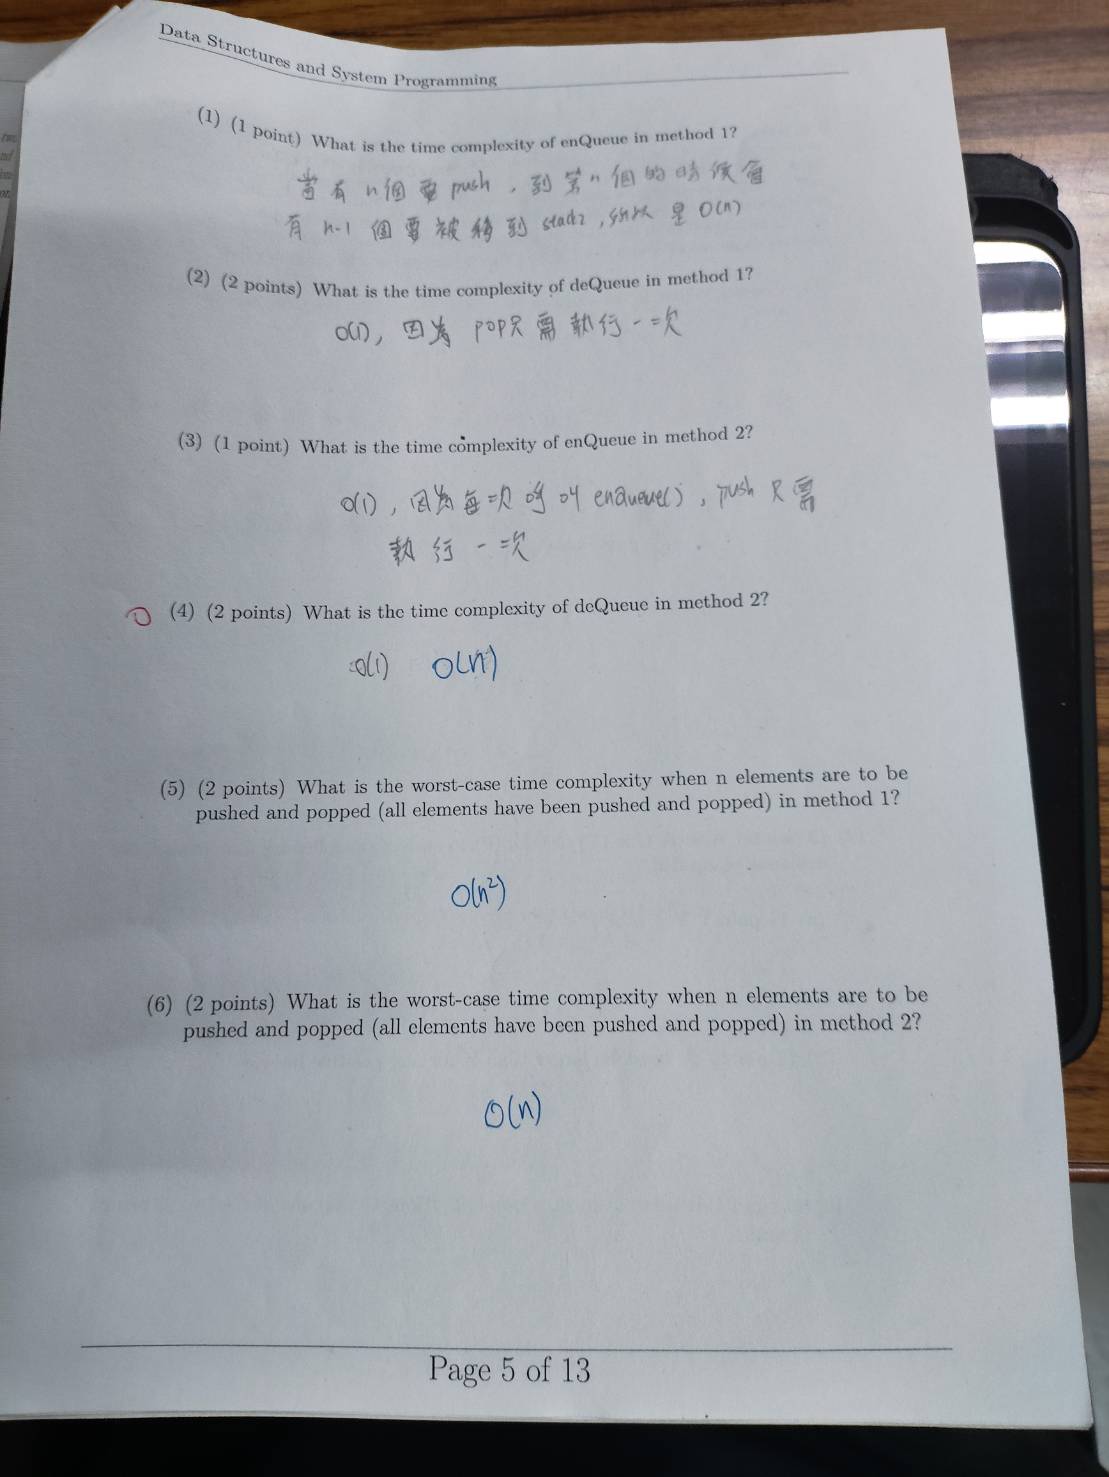 Data Structures and System Programming
(1) (1 point) What is the time complexity of enQueue in method 1?
當有 n個要 push，到第n個的時候會
有 n-1 個要被移到 stack2，所以是 O(n)
(2) (2 points) What is the time complexity of deQueue in method 1?
O(1)，因為 pop只需執行一次
(3) (1 point) What is the time complexity of enQueue in method 2?
O(1)，因為每次呼叫 enQueue()，push 只需
執行一次
(4) (2 points) What is the time complexity of deQueue in method 2?
O(1) O(n)
(5) (2 points) What is the worst-case time complexity when n elements are to be
pushed and popped (all elements have been pushed and popped) in method 1?
O(n²)
(6) (2 points) What is the worst-case time complexity when n elements are to be
pushed and popped (all elements have been pushed and popped) in method 2?
O(n)
Page 5 of 13